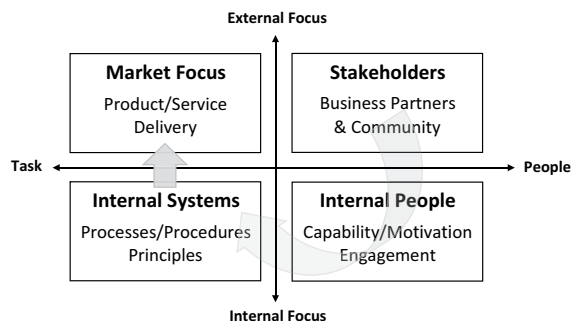 External Focus
Market Focus
Product/Service
Delivery
Stakeholders
Business Partners
& Community
Task
People
Internal Systems
Processes/Procedures
Principles
Internal People
Capability/Motivation
Engagement
Internal Focus